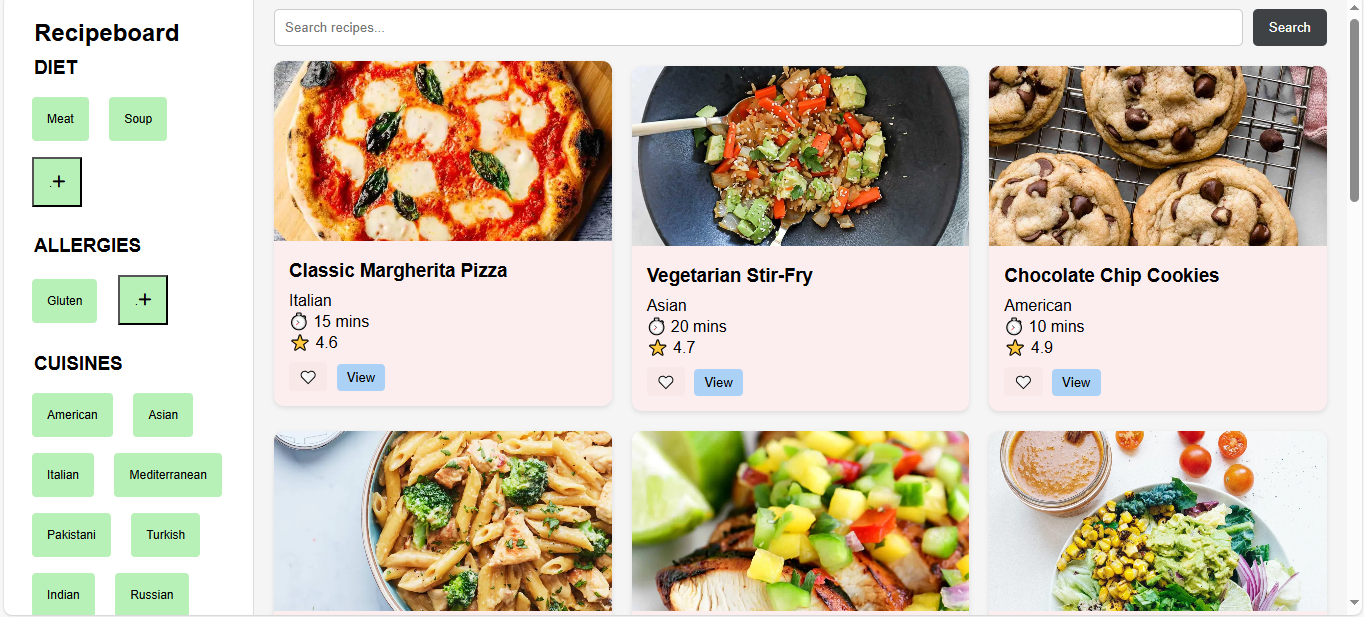 Recipeboard
DIET
Meat
Soup
.+
ALLERGIES
Gluten
.+
CUISINES
American
Asian
Italian
Mediterranean
Pakistani
Turkish
Indian
Russian
Search recipes...
Search
Classic Margherita Pizza
Italian
15 mins
4.6
View
Vegetarian Stir-Fry
Asian
20 mins
4.7
View
Chocolate Chip Cookies
American
10 mins
4.9
View